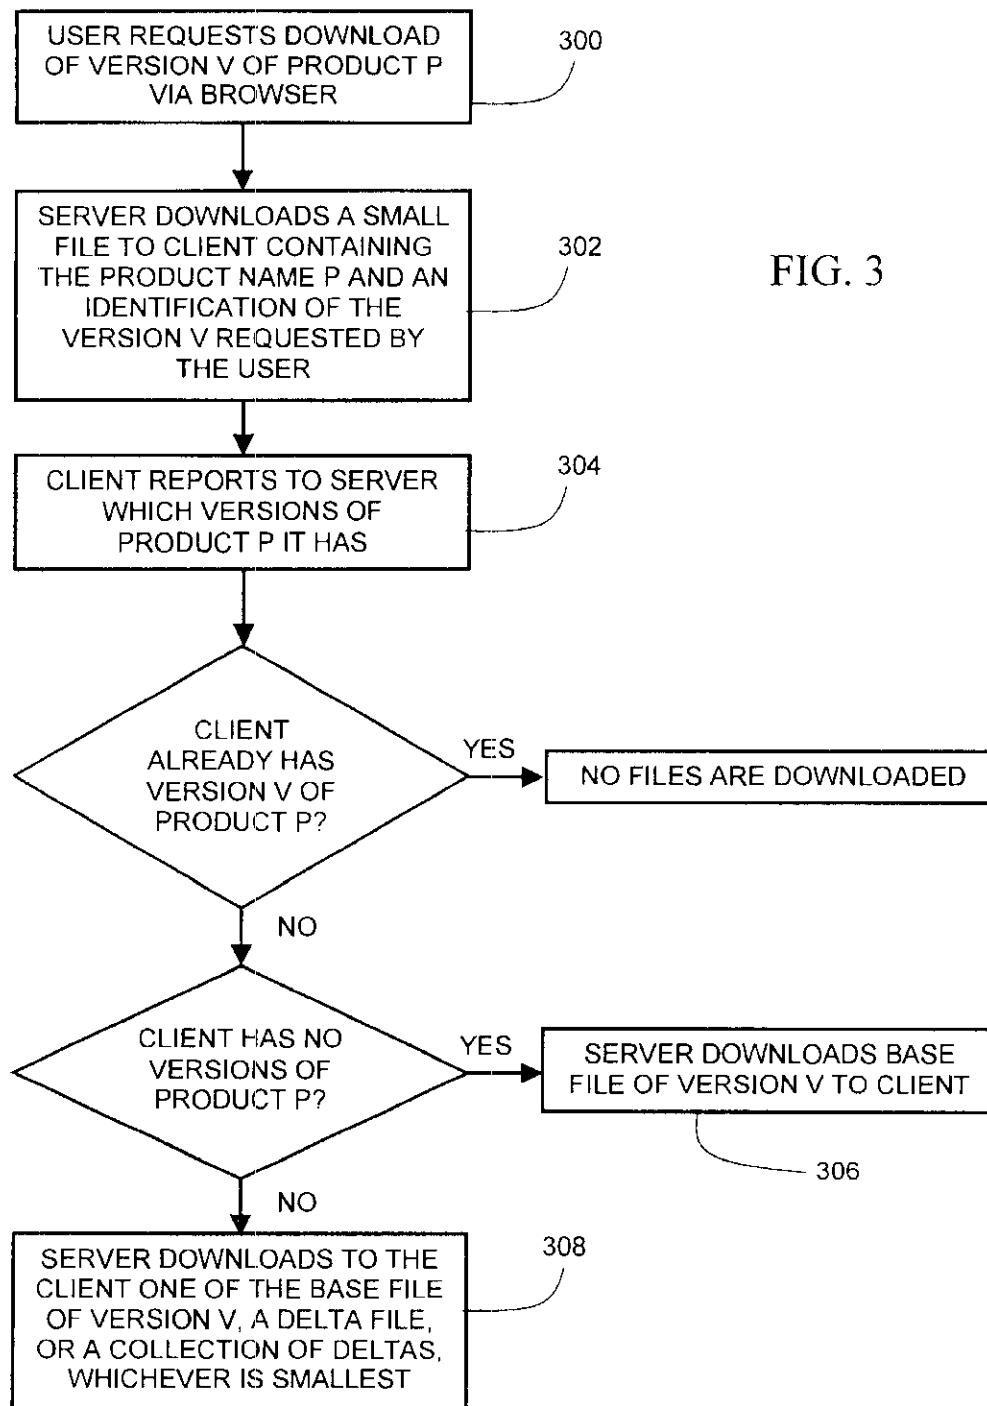 USER REQUESTS DOWNLOAD
OF VERSION V OF PRODUCT P
VIA BROWSER
300
SERVER DOWNLOADS A SMALL
FILE TO CLIENT CONTAINING
THE PRODUCT NAME P AND AN
IDENTIFICATION OF THE
VERSION V REQUESTED BY
THE USER
302
FIG. 3
CLIENT REPORTS TO SERVER
WHICH VERSIONS OF
PRODUCT P IT HAS
304
CLIENT
ALREADY HAS
VERSION V OF
PRODUCT P?
YES
NO FILES ARE DOWNLOADED
NO
CLIENT HAS NO
VERSIONS OF
PRODUCT P?
YES
SERVER DOWNLOADS BASE
FILE OF VERSION V TO CLIENT
306
NO
SERVER DOWNLOADS TO THE
CLIENT ONE OF THE BASE FILE
OF VERSION V, A DELTA FILE,
OR A COLLECTION OF DELTAS,
WHICHEVER IS SMALLEST
308